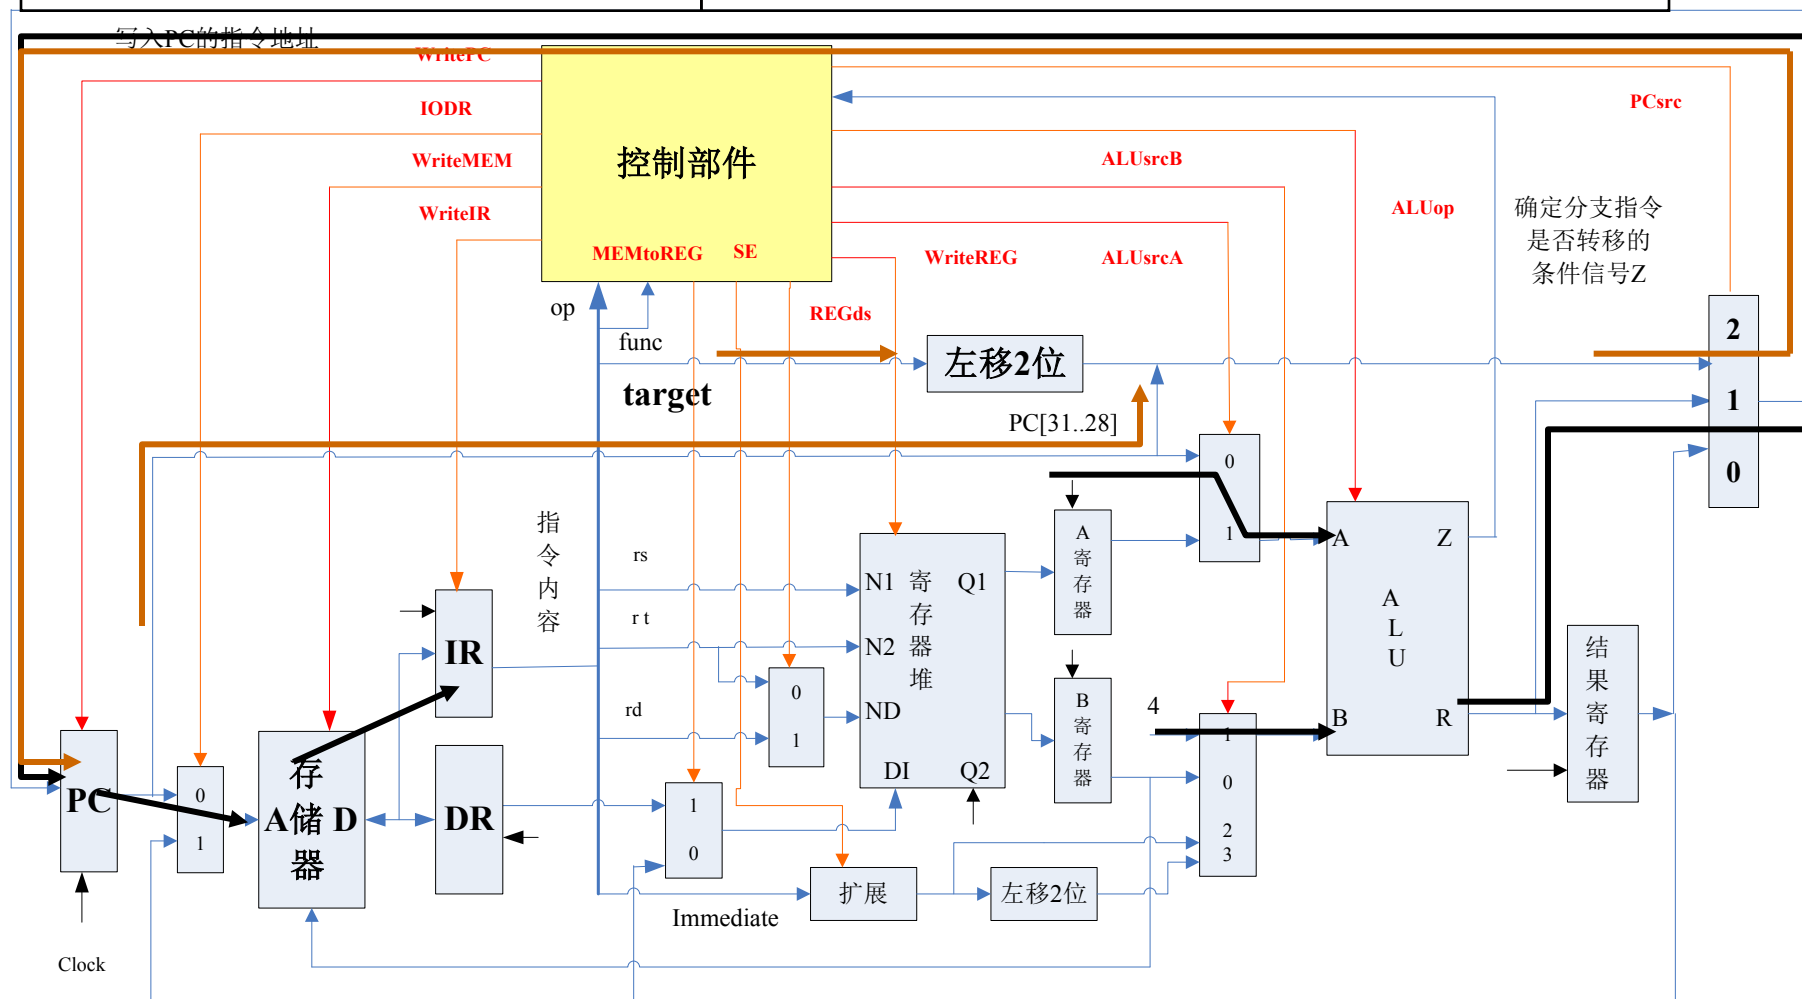 写入PC的指令地址
WritePC
IODR
WriteMEM
WriteIR
MEMtoREG
SE
控制部件
PCsrc
ALUsrcB
ALUop
WriteREG
ALUsrcA
REGds
确定分支指令
是否转移的
条件信号Z
op
func
target
左移2位
PC[31..28]
2
1
0
0
1
指
令
内
容
rs
r t
rd
IR
N1
N2
ND
DI
寄
存
器
堆
Q1
Q2
A
寄
存
器
B
寄
存
器
0
1
4
1
0
2
3
A
B
A
L
U
Z
R
结
果
寄
存
器
PC
0
1
存
A储 D
器
DR
1
0
扩展
左移2位
Immediate
Clock